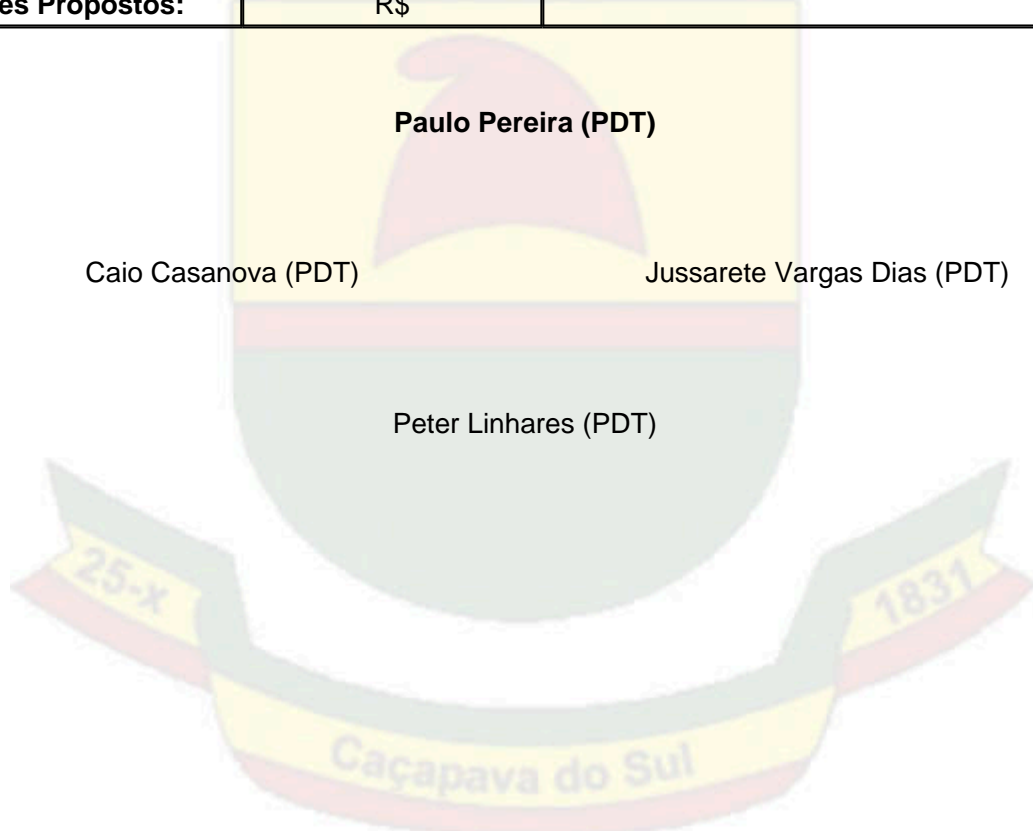 es Propostos: R$
Paulo Pereira (PDT)
Caio Casanova (PDT) Jussarete Vargas Dias (PDT)
Peter Linhares (PDT)
25-x 1831
Caçapava do Sul